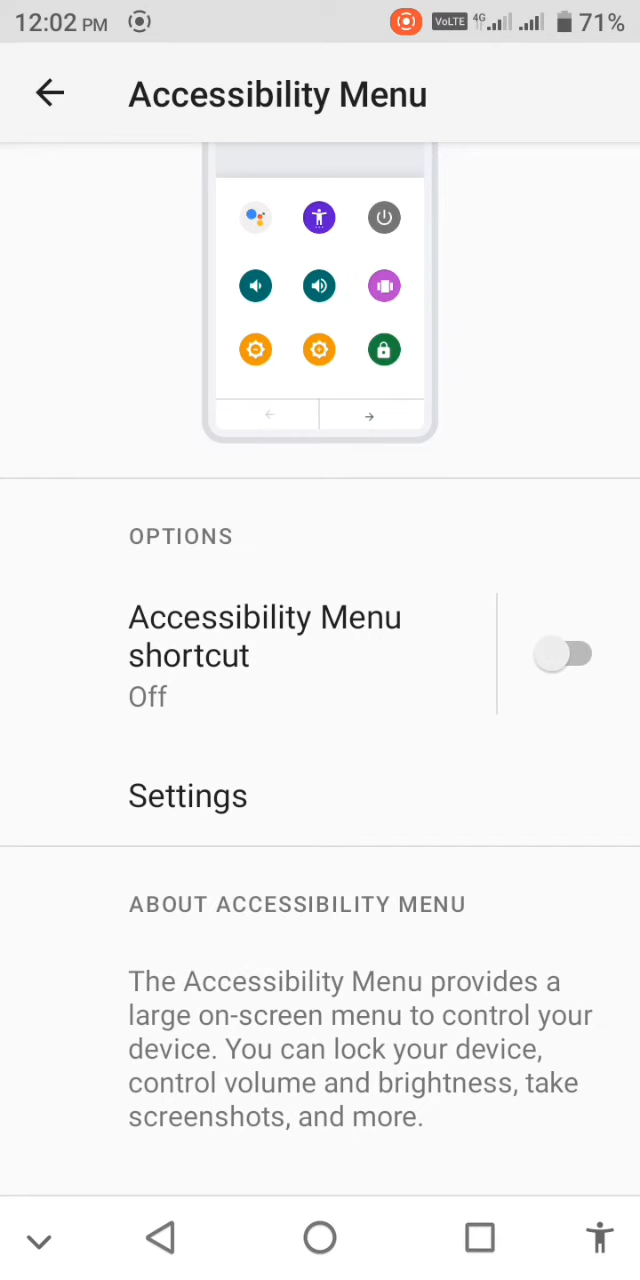 12:02 PM VoLTE 4G 71%
Accessibility Menu
OPTIONS
Accessibility Menu
shortcut
Off
Settings
ABOUT ACCESSIBILITY MENU
The Accessibility Menu provides a
large on-screen menu to control your
device. You can lock your device,
control volume and brightness, take
screenshots, and more.